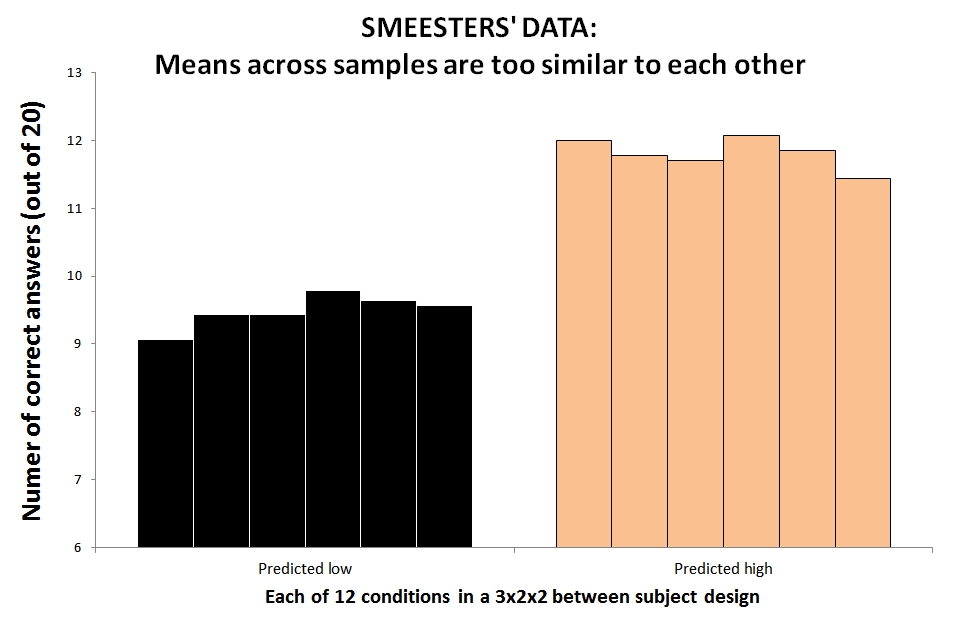 SMEESTERS' DATA:
Means across samples are too similar to each other
Numer of correct answers (out of 20)
13
12
11
10
9
8
7
6
Predicted low
Predicted high
Each of 12 conditions in a 3x2x2 between subject design